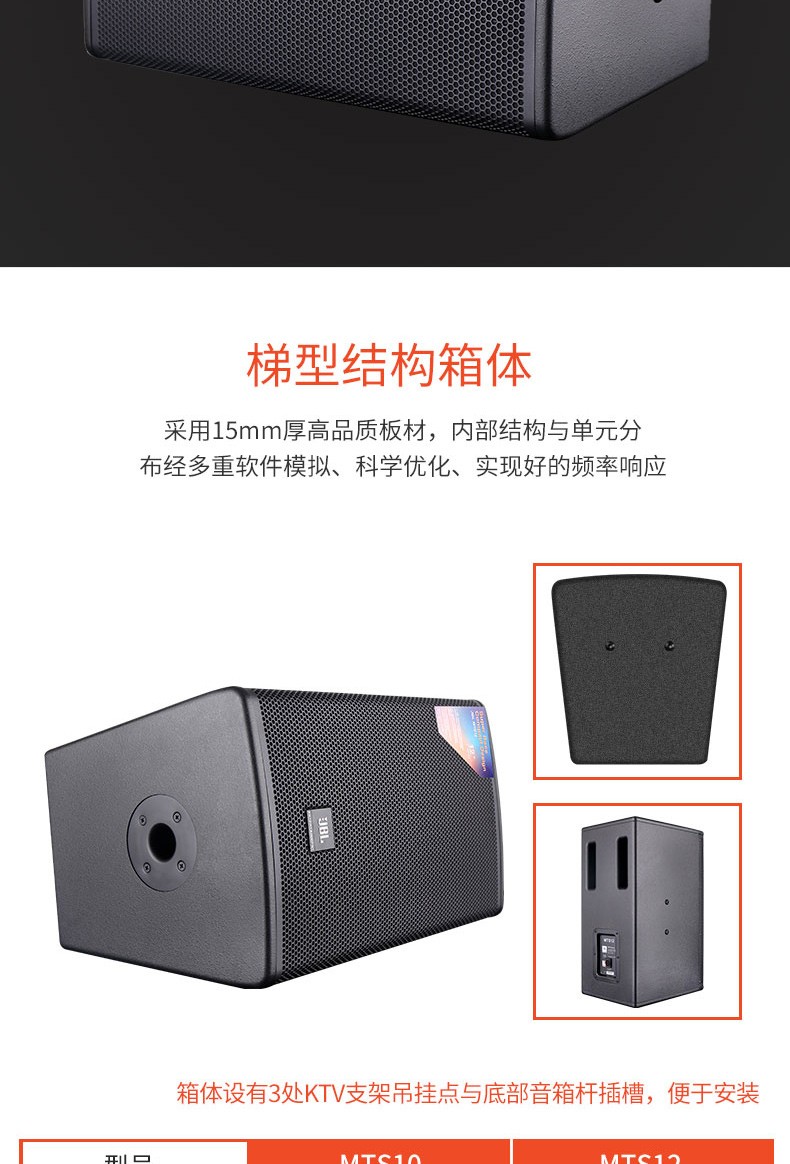 梯型结构箱体
采用15mm厚高品质板材，内部结构与单元分
布经多重软件模拟、科学优化、实现好的频率响应
JBL
MTS12
箱体设有3处KTV支架吊挂点与底部音箱杆插槽，便于安装
型号 MTS10 MTS12